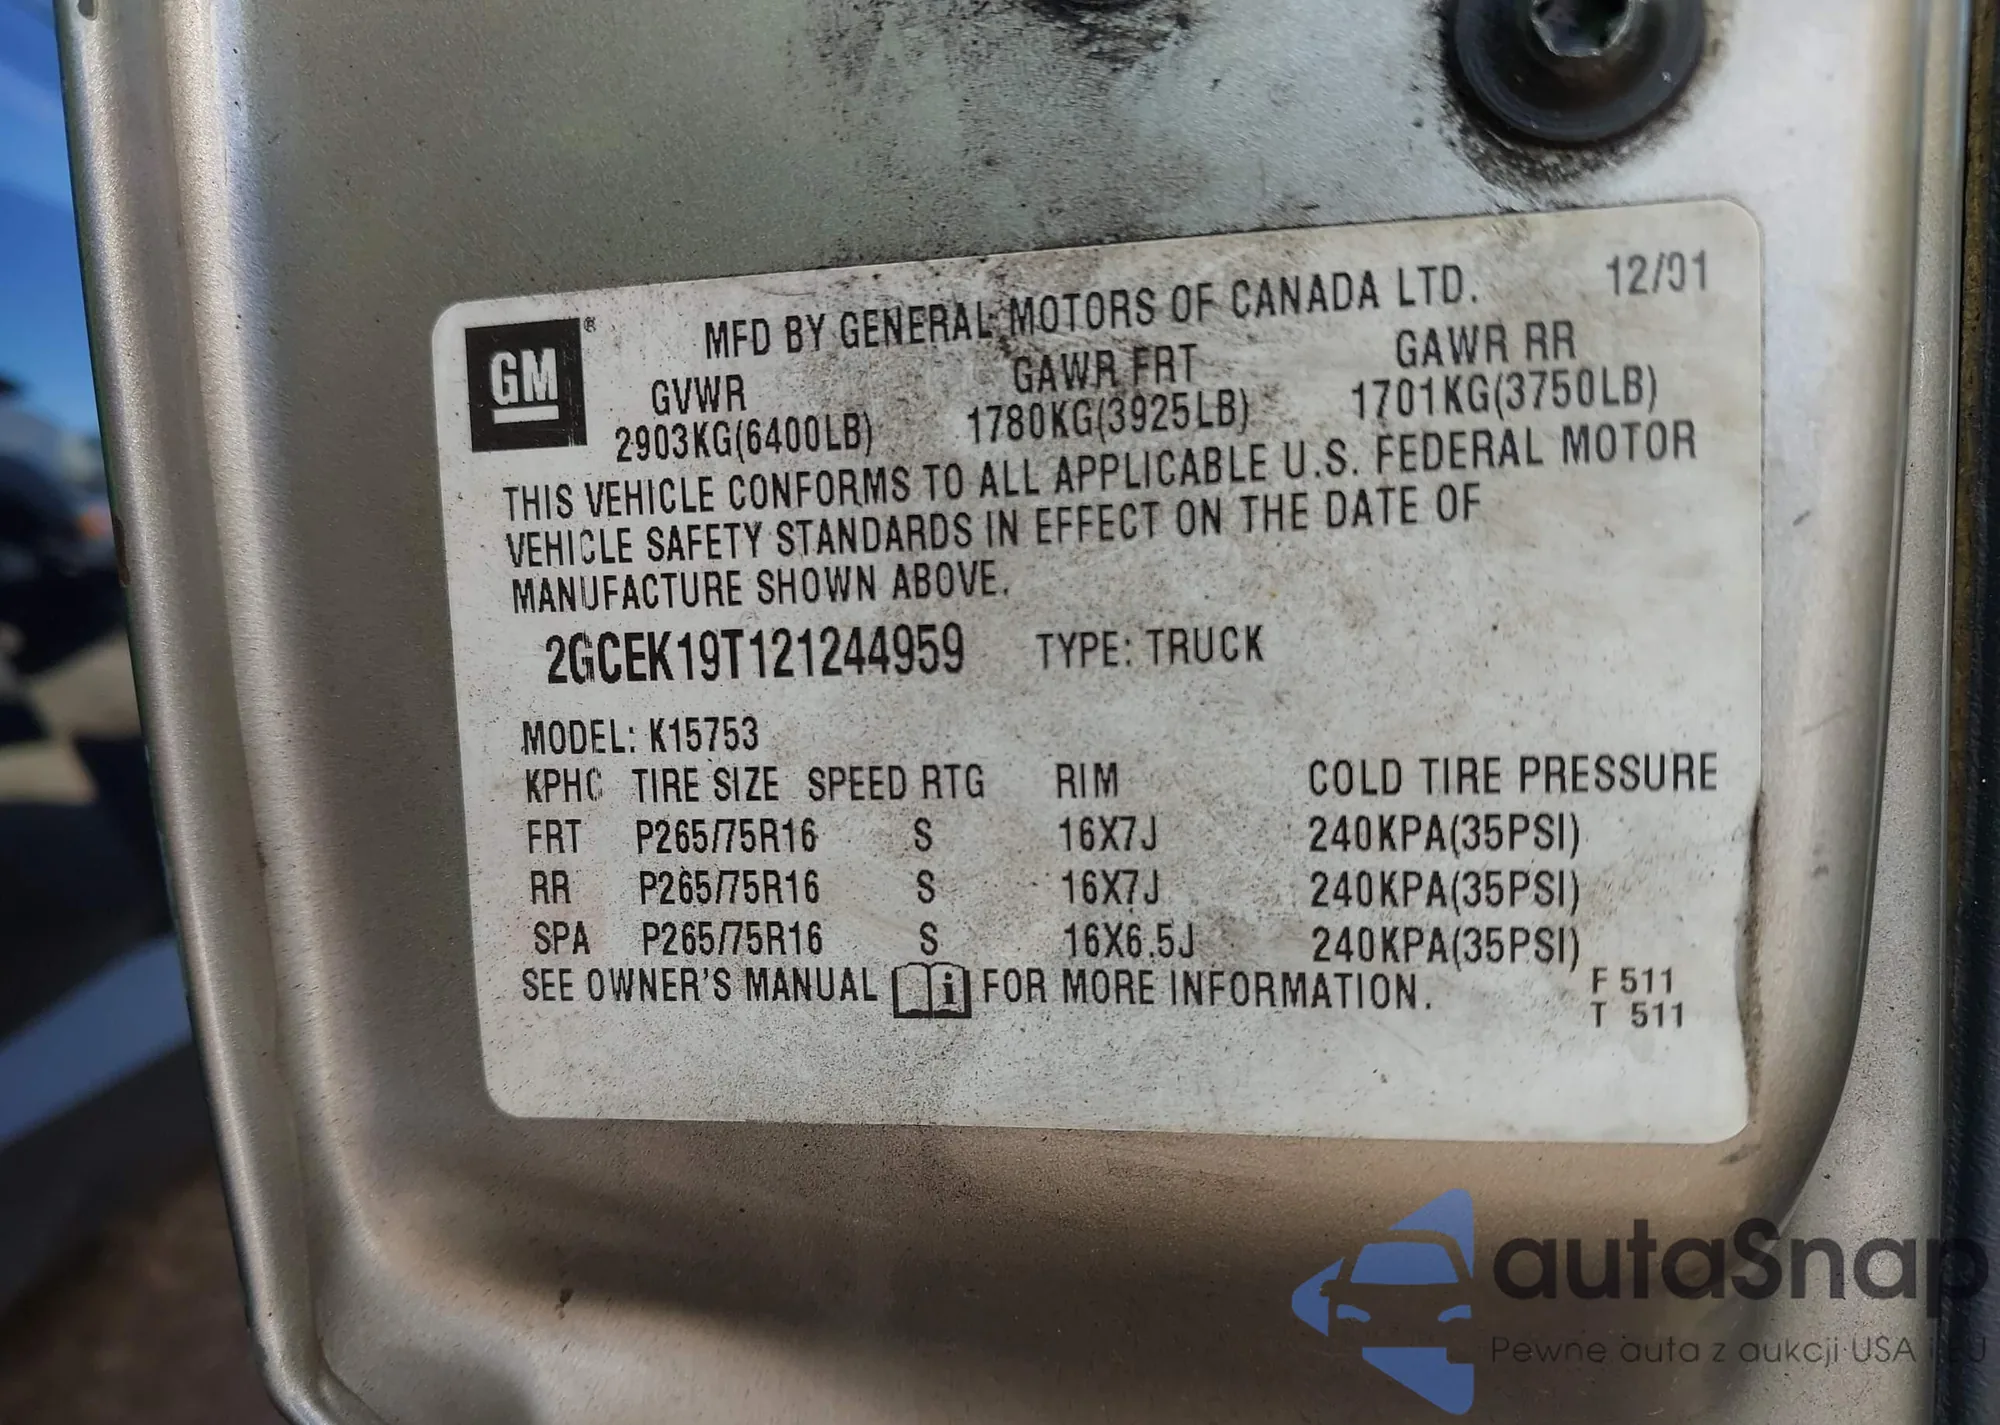 MFD BY GENERAL MOTORS OF CANADA LTD. 12/01
GM®
GVWR GAWR FRT GAWR RR
2903KG(6400LB) 1780KG(3925LB) 1701KG(3750LB)
THIS VEHICLE CONFORMS TO ALL APPLICABLE U.S. FEDERAL MOTOR
VEHICLE SAFETY STANDARDS IN EFFECT ON THE DATE OF
MANUFACTURE SHOWN ABOVE.
2GCEK19T121244959 TYPE: TRUCK
MODEL: K15753
KPHC TIRE SIZE SPEED RTG RIM COLD TIRE PRESSURE
FRT P265/75R16 S 16X7J 240KPA(35PSI)
RR P265/75R16 S 16X7J 240KPA(35PSI)
SPA P265/75R16 S 16X6.5J 240KPA(35PSI)
SEE OWNER'S MANUAL i FOR MORE INFORMATION.
F 511
T 511
autaSnap
Pewne auta z aukcji USA i EU